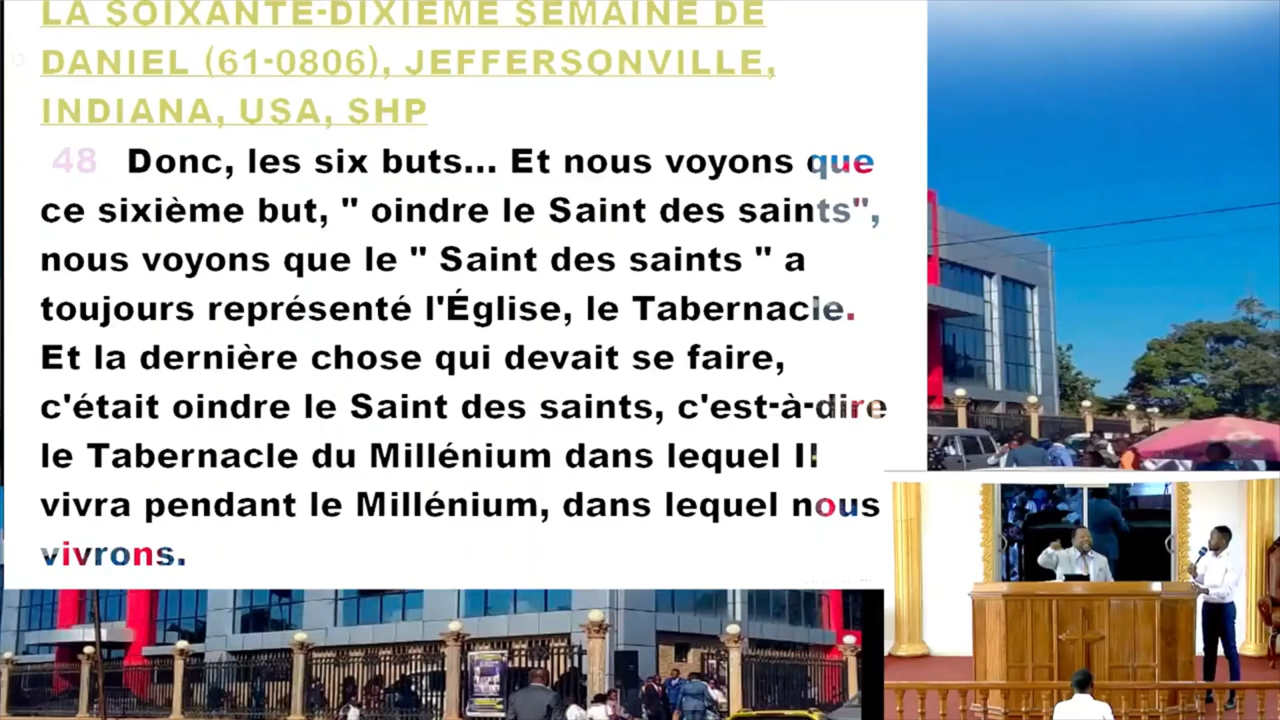 LA SOIXANTE-DIXIEME SEMAINE DE
DANIEL (61-0806), JEFFERSONVILLE,
INDIANA, USA, SHP
48 Donc, les six buts... Et nous voyons que
ce sixième but, " oindre le Saint des saints",
nous voyons que le " Saint des saints " a
toujours représenté l'Église, le Tabernacle.
Et la dernière chose qui devait se faire,
c'était oindre le Saint des saints, c'est-à-dire
le Tabernacle du Millénium dans lequel Il
vivra pendant le Millénium, dans lequel nous
vivrons.